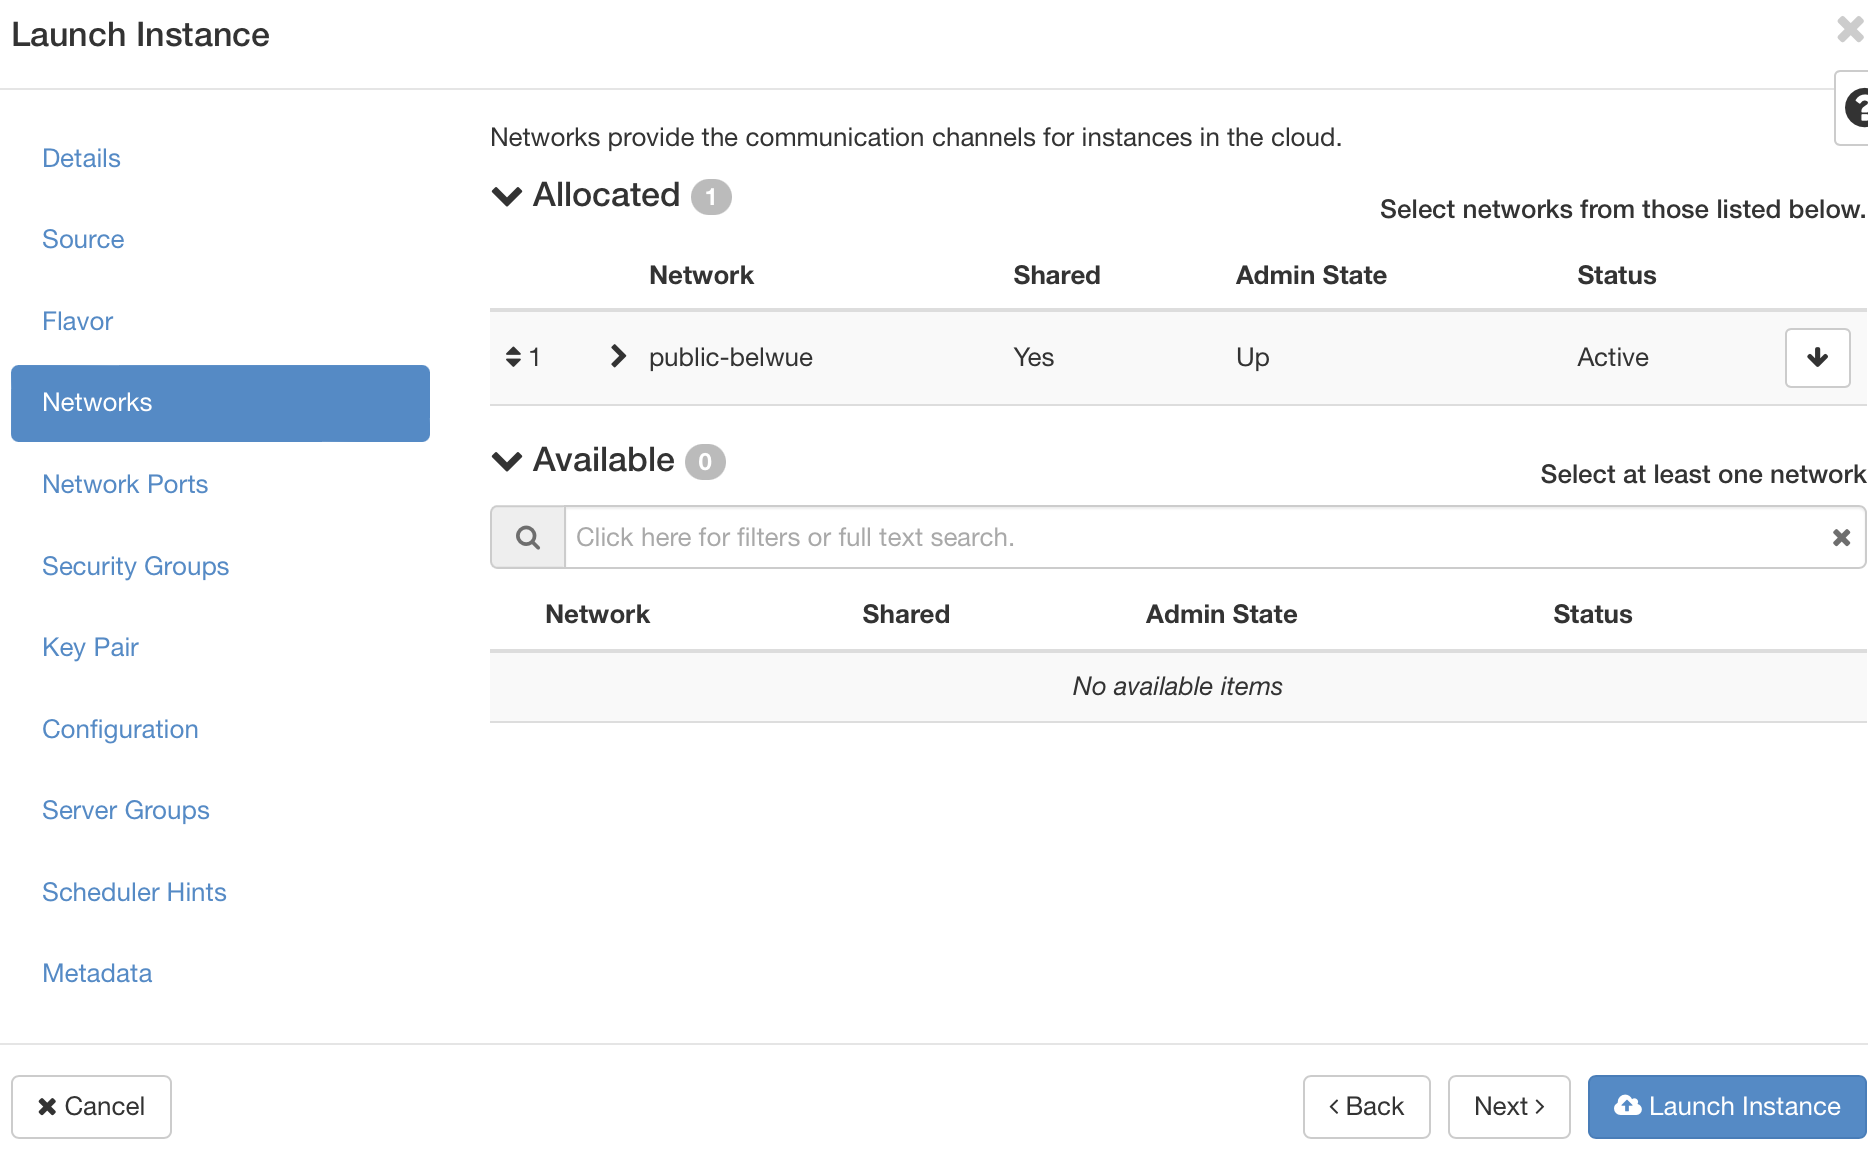 Launch Instance
Details
Source
Flavor
Networks
Network Ports
Security Groups
Key Pair
Configuration
Server Groups
Scheduler Hints
Metadata
Networks provide the communication channels for instances in the cloud.
Allocated 1
Select networks from those listed below.
Network Shared Admin State Status
1 public-belwue Yes Up Active
Available 0
Select at least one network
Click here for filters or full text search.
Network Shared Admin State Status
No available items
Cancel
Back
Next
Launch Instance